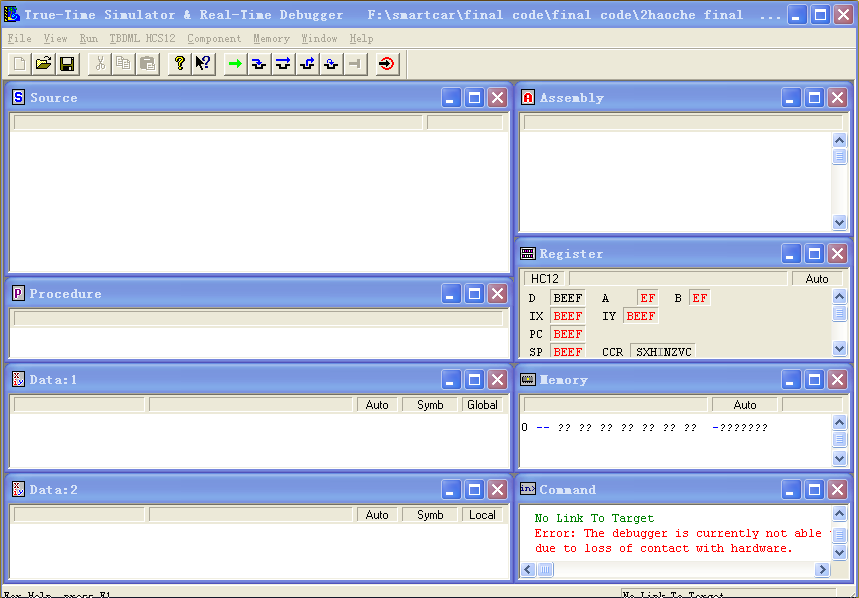 True-Time Simulator & Real-Time Debugger F:\smartcar\final code\final code\2haoche final ...
File View Run TBDML HCS12 Component Memory Window Help
Source
Assembly
Register
HC12 Auto
D BEEF A EF B EF
IX BEEF IY BEEF
PC BEEF
SP BEEF CCR SXHINZVC
Procedure
Data:1
Auto Symb Global
Memory
Auto
0 -- ?? ?? ?? ?? ?? ?? ?? -???????
Data:2
Auto Symb Local
Command
No Link To Target
Error: The debugger is currently not able
due to loss of contact with hardware.
For Help, press F1
No Link To Target